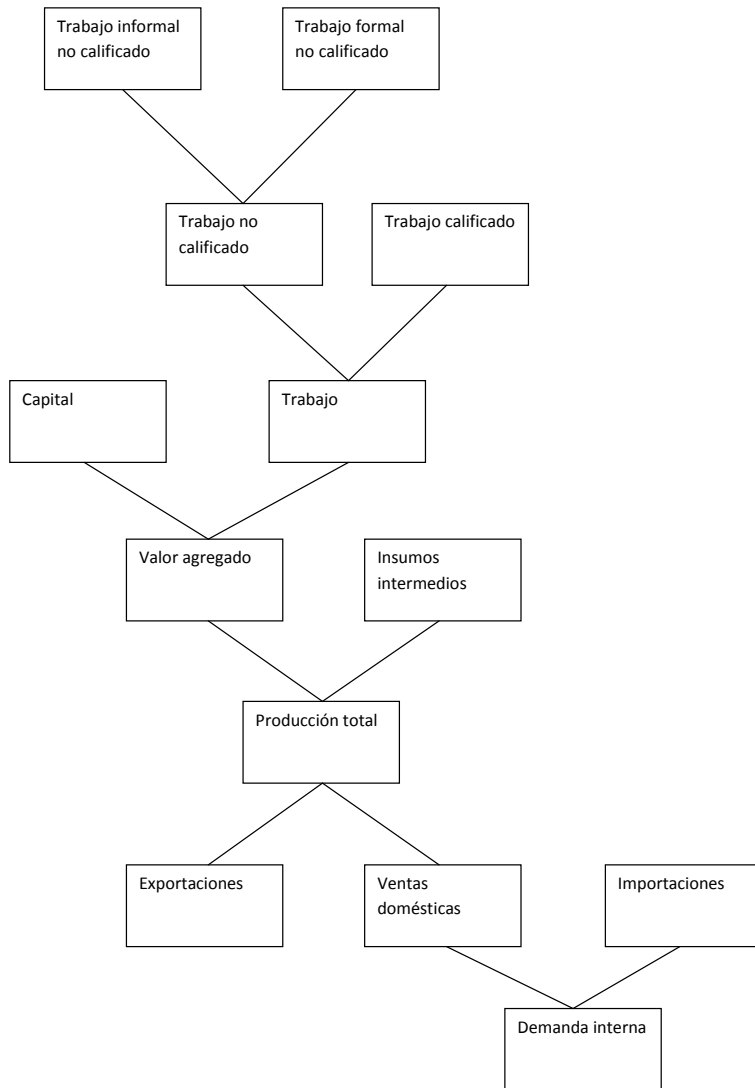 Trabajo informal
no calificado
Trabajo formal
no calificado
Trabajo no
calificado
Trabajo calificado
Capital
Trabajo
Valor agregado
Insumos
intermedios
Producción total
Exportaciones
Ventas
domésticas
Importaciones
Demanda interna